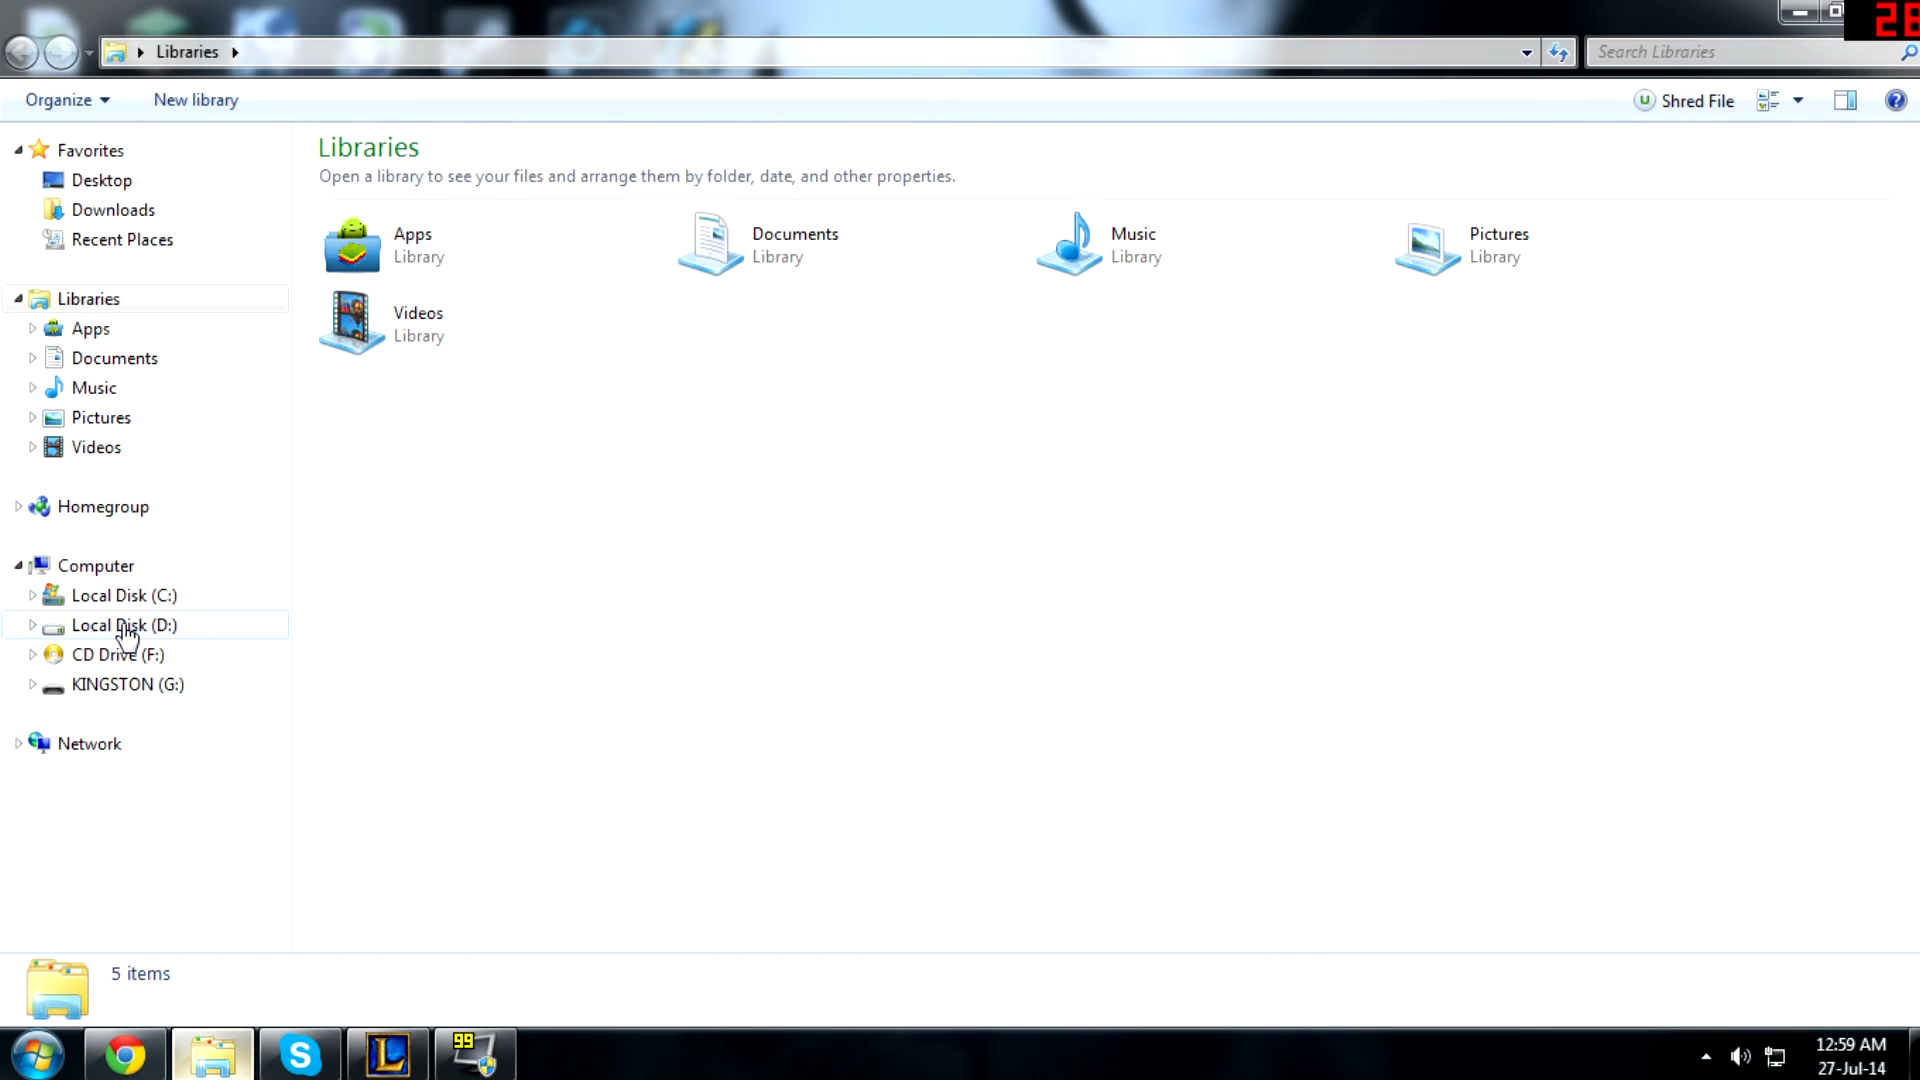 28
Libraries
Search Libraries
Organize
New library
Shred File
Favorites
Desktop
Downloads
Recent Places
Libraries
Apps
Documents
Music
Pictures
Videos
Homegroup
Computer
Local Disk (C:)
Local Disk (D:)
CD Drive (F:)
KINGSTON (G:)
Network
Libraries
Open a library to see your files and arrange them by folder, date, and other properties.
Apps
Library
Documents
Library
Music
Library
Pictures
Library
Videos
Library
5 items
99
12:59 AM
27-Jul-14